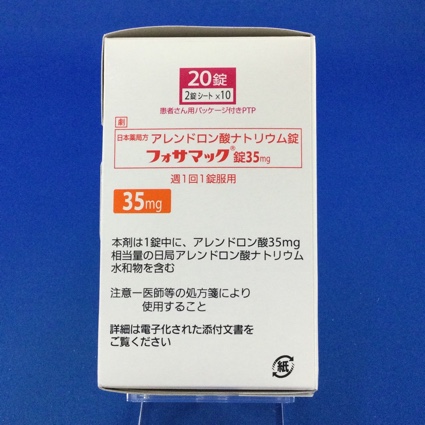 20錠
2錠シート×10
患者さん用パッケージ付きPTP
劇
日本薬局方 アレンドロン酸ナトリウム錠
フォサマック®錠35mg
週1回1錠服用
35mg
本剤は1錠中に、アレンドロン酸35mg
相当量の日局アレンドロン酸ナトリウム
水和物を含む
注意ー医師等の処方箋により
使用すること
詳細は電子化された添付文書を
ご覧ください
紙